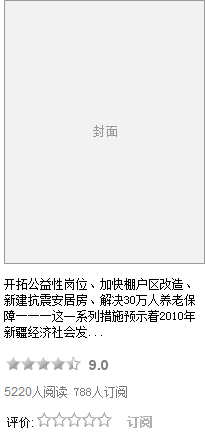 封面
开拓公益性岗位、加快棚户区改造、
新建抗震安居房、解决30万人养老保
障一一一这一系列措施预示着2010年
新疆经济社会发...
9.0
5220人阅读 788人订阅
评价: 订阅